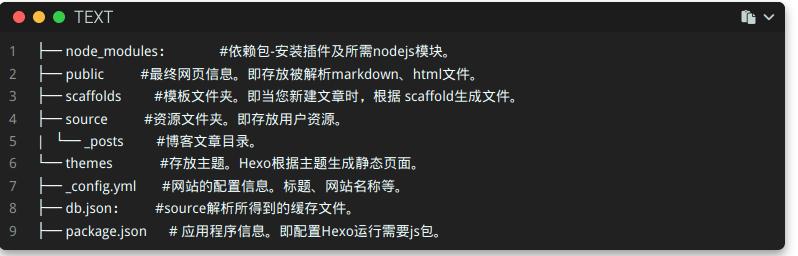 TEXT
1 ├── node_modules: #依赖包-安装插件及所需nodejs模块。
2 ├── public #最终网页信息。即存放被解析markdown、html文件。
3 ├── scaffolds #模板文件夹。即当您新建文章时，根据 scaffold生成文件。
4 ├── source #资源文件夹。即存放用户资源。
5 | └── _posts #博客文章目录。
6 └── themes #存放主题。Hexo根据主题生成静态页面。
7 ├── _config.yml #网站的配置信息。标题、网站名称等。
8 ├── db.json: #source解析所得到的缓存文件。
9 ├── package.json # 应用程序信息。即配置Hexo运行需要js包。